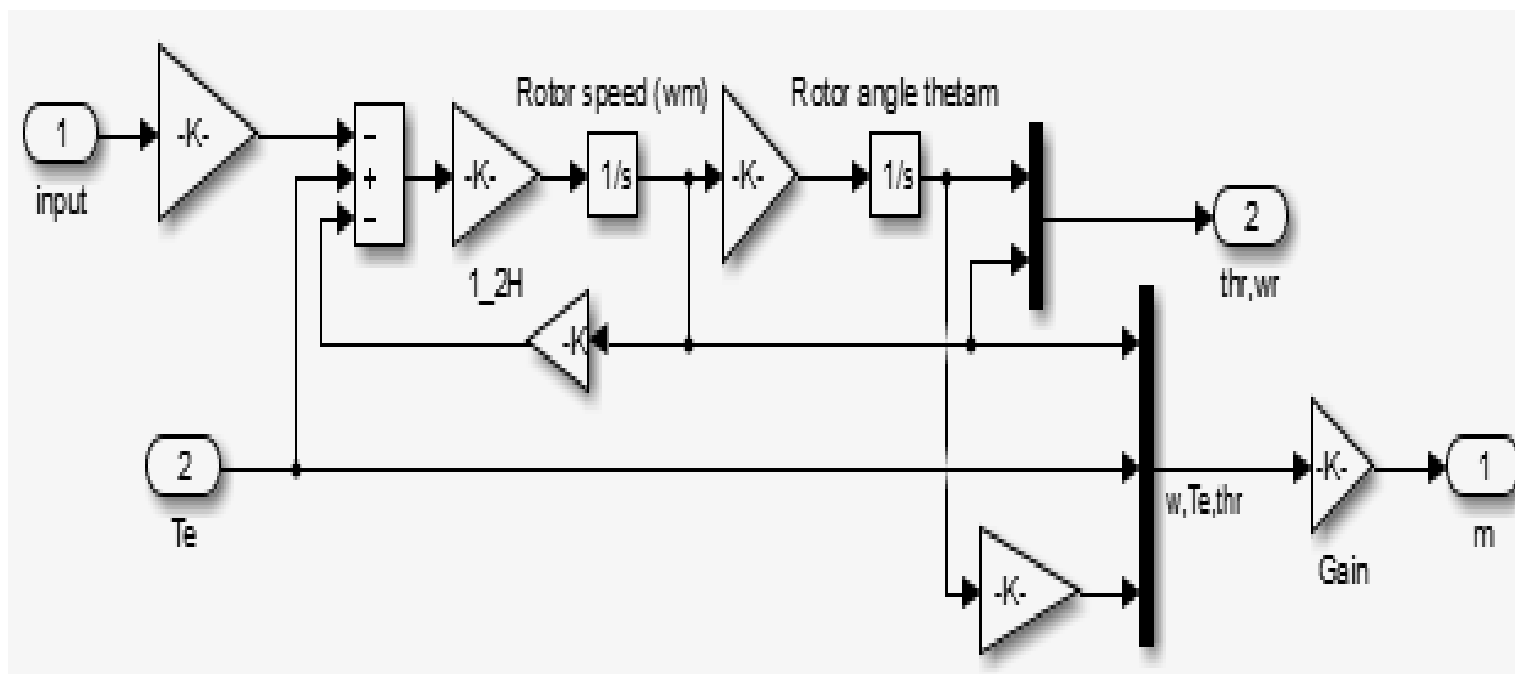 Rotor speed (wm)
Rotor angle thetam
1
-K-
−
+
−
-K-
1/s
-K-
1/s
input
1_2H
2
thr,wr
-K
2
Te
w,Te,thr
-K-
1
m
Gain
-K-